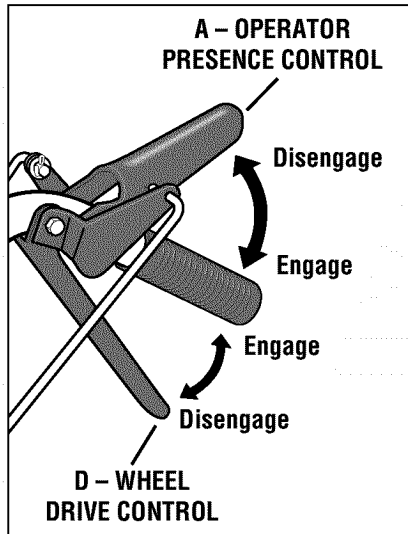 A – OPERATOR
PRESENCE CONTROL
Disengage
Engage
Engage
Disengage
D – WHEEL
DRIVE CONTROL